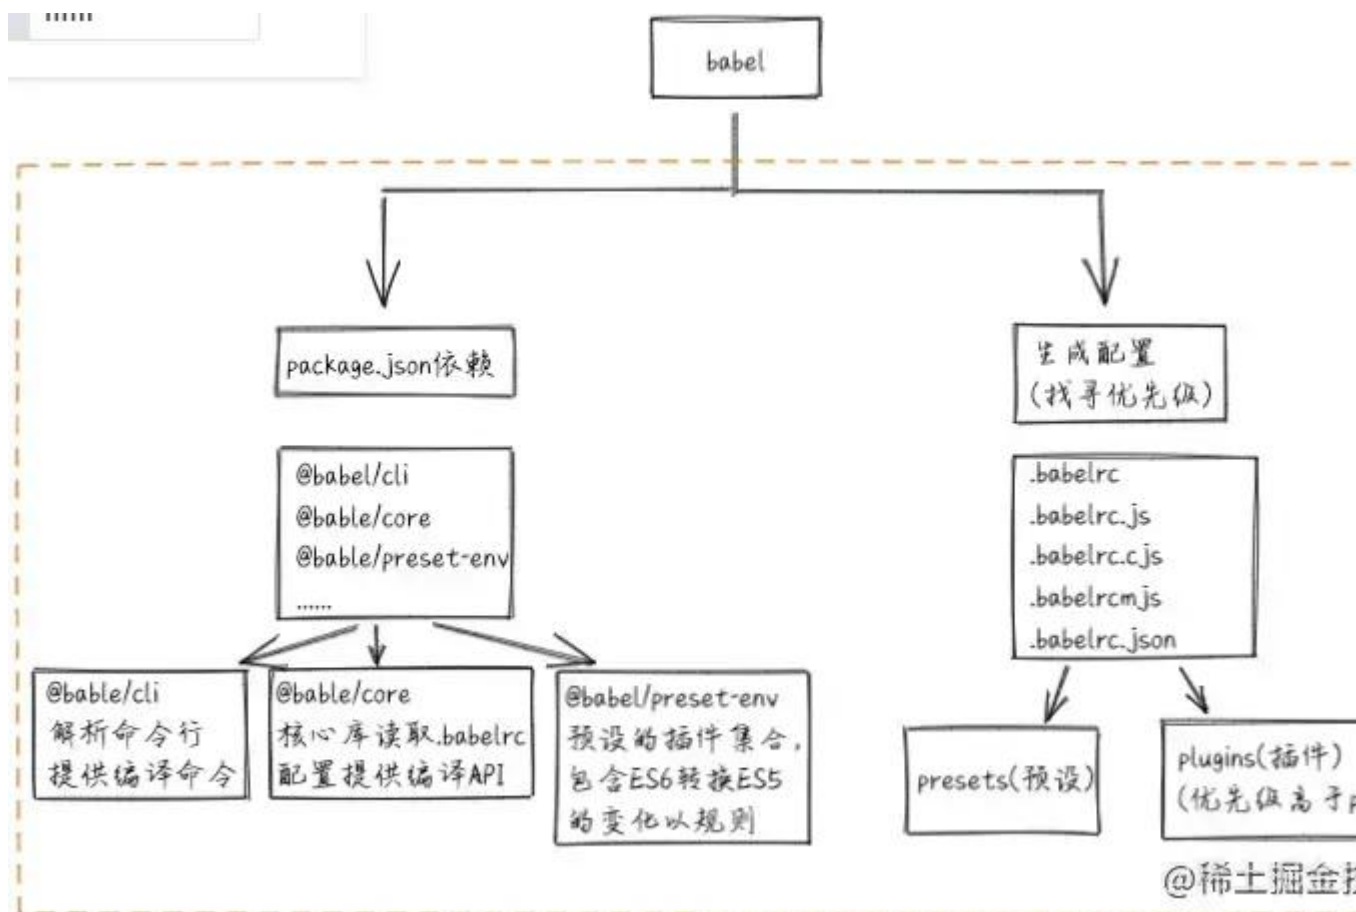 babel
package.json依赖
生成配置
(找寻优先级)
@babel/cli
@bable/core
@bable/preset-env
......
.babelrc
.babelrc.js
.babelrc.cjs
.babelrcmjs
.babelrc.json
@bable/cli
解析命令行
提供编译命令
@bable/core
核心库读取.babelrc
配置提供编译API
@babel/preset-env
预设的插件集合,
包含ES6转换ES5
的变化以规则
presets(预设)
plugins(插件)
(优先级高于p
@稀土掘金技